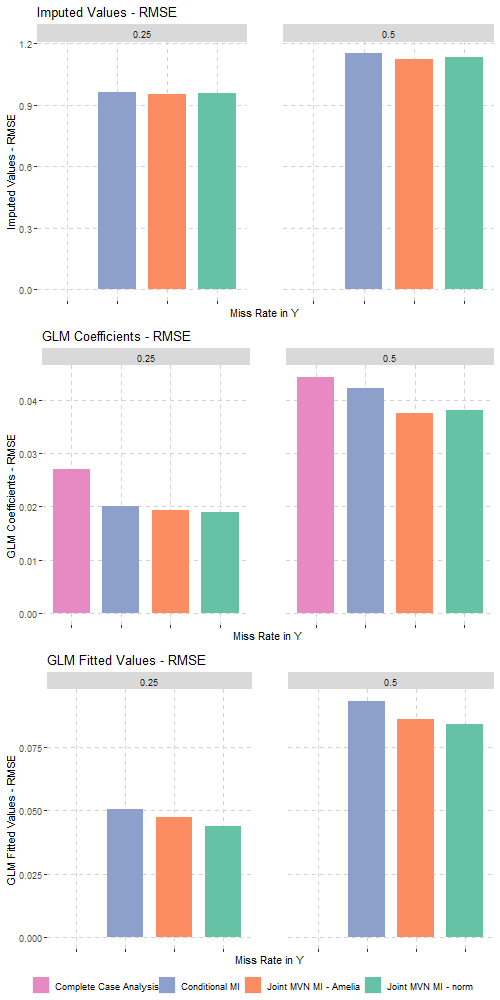 Imputed Values - RMSE
0.25
0.5
1.2
0.9
0.6
0.3
0.0
Imputed Values - RMSE
Miss Rate in Y
GLM Coefficients - RMSE
0.25
0.5
0.04
0.03
0.02
0.01
0.00
GLM Coefficients - RMSE
Miss Rate in Y
GLM Fitted Values - RMSE
0.25
0.5
0.075
0.050
0.025
0.000
GLM Fitted Values - RMSE
Miss Rate in Y
Complete Case Analysis
Conditional MI
Joint MVN MI - Amelia
Joint MVN MI - norm